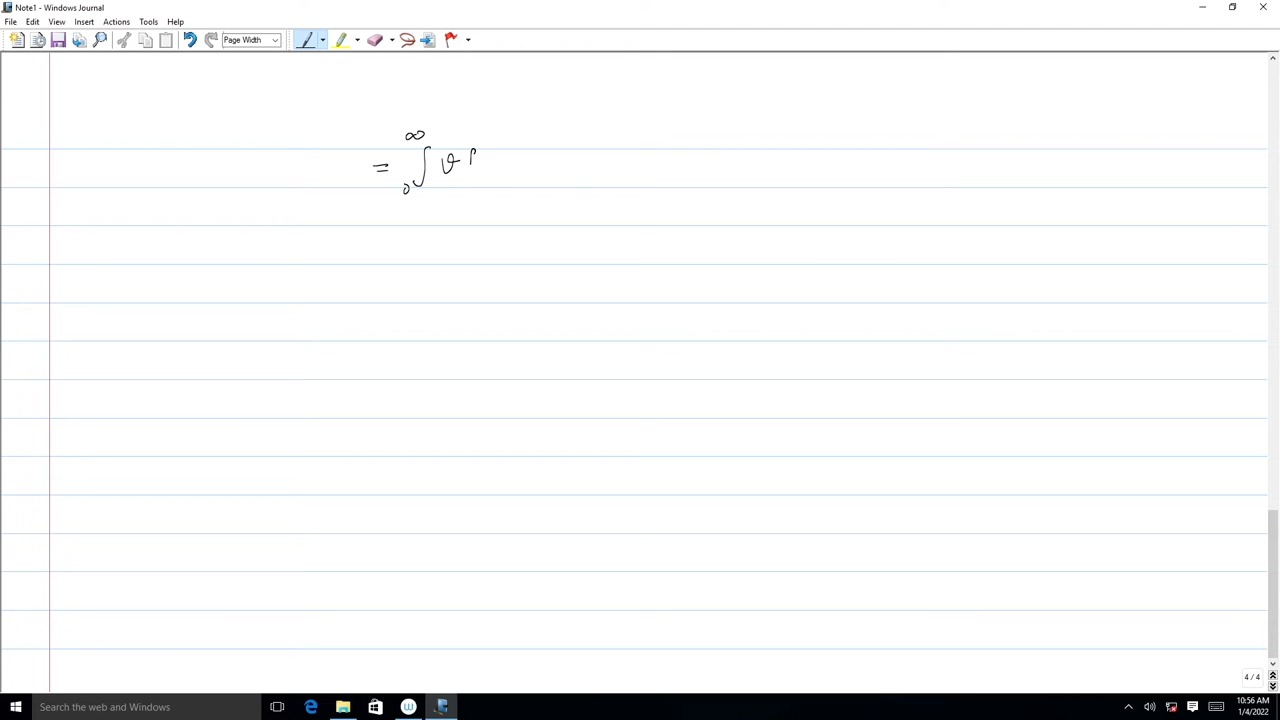 Note1 - Windows Journal
File Edit View Insert Actions Tools Help
Page Width
∞
= ∫ v
0
4 / 4
Search the web and Windows
10:56 AM
1/4/2022